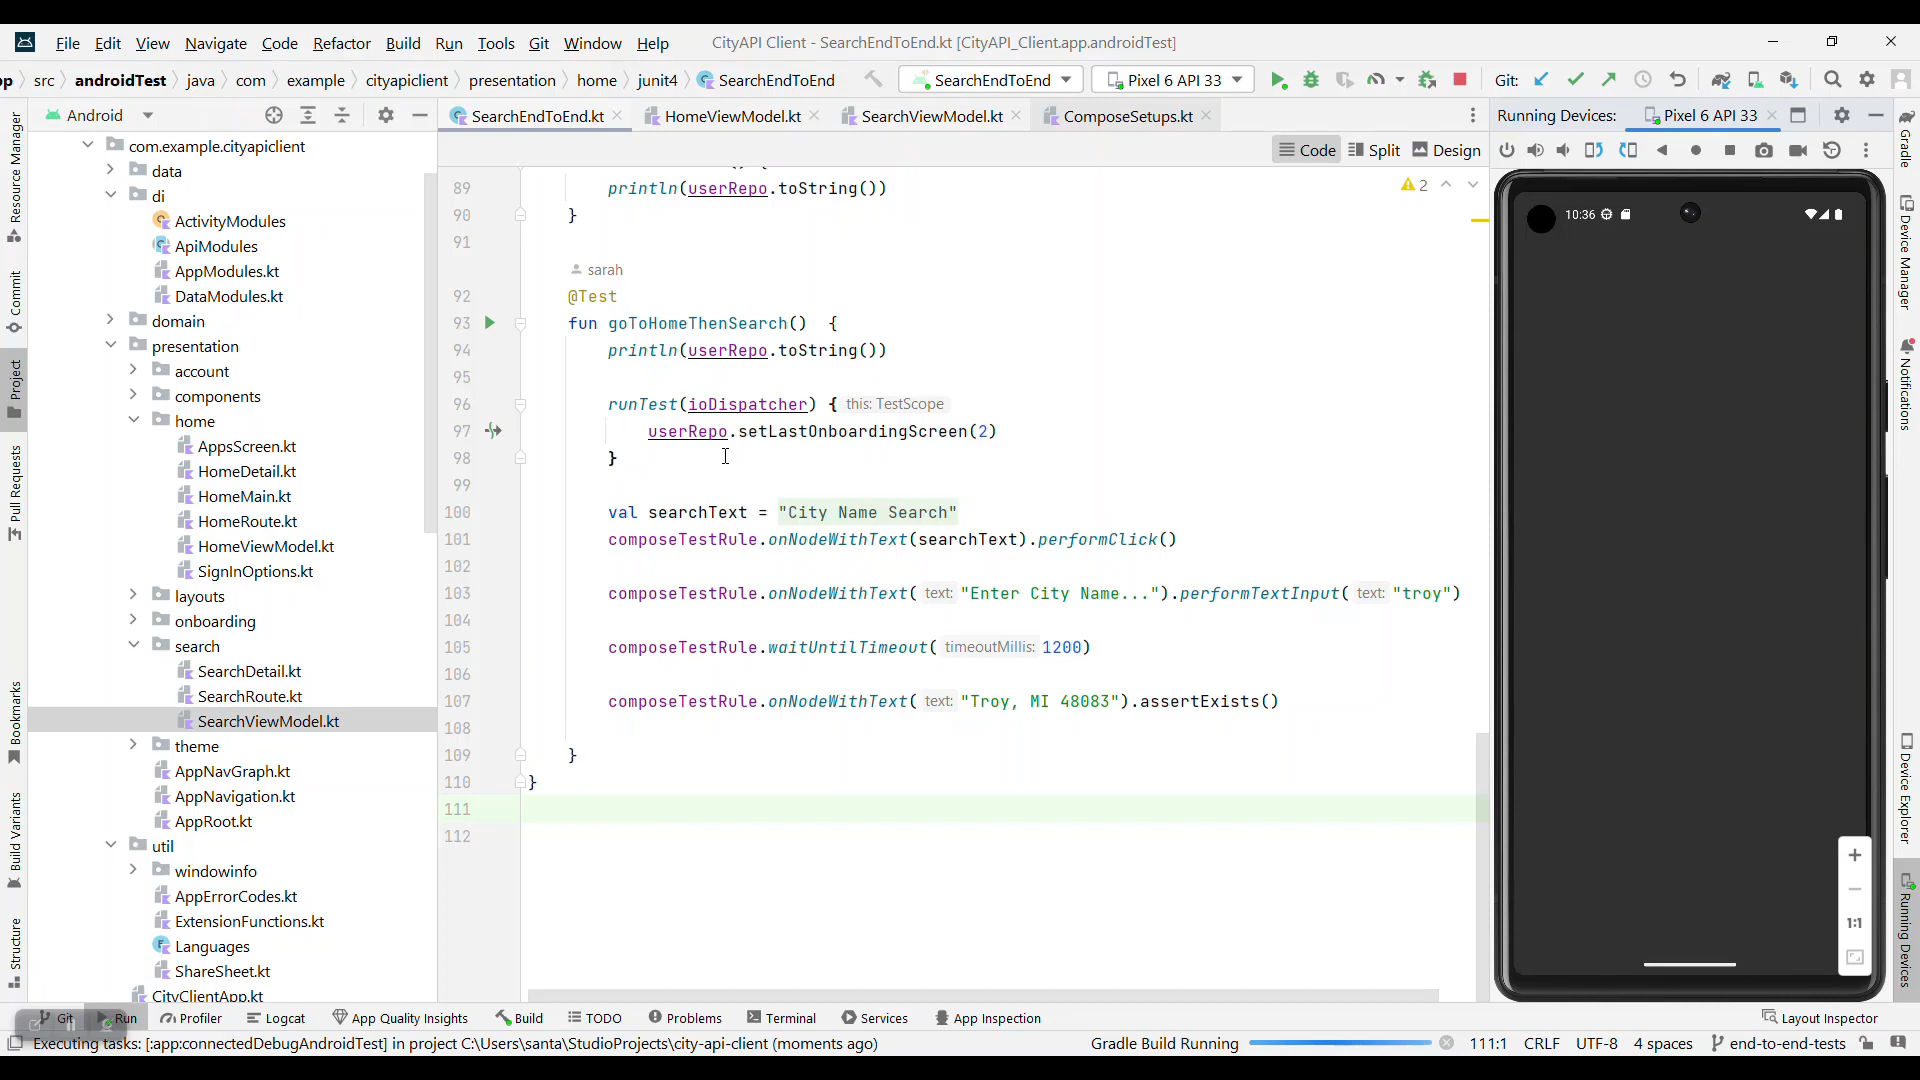 File Edit View Navigate Code Refactor Build Run Tools Git Window Help CityAPI Client - SearchEndToEnd.kt [CityAPI_Client.app.androidTest]
pp src androidTest java com example cityapiclient presentation home junit4 SearchEndToEnd SearchEndToEnd Pixel 6 API 33 Git:
Android SearchEndToEnd.kt HomeViewModel.kt SearchViewModel.kt ComposeSetups.kt Running Devices: Pixel 6 API 33
Code Split Design
Resource Manager
Commit
Project
Pull Requests
Bookmarks
Build Variants
Structure
com.example.cityapiclient
data
di
ActivityModules
ApiModules
AppModules.kt
DataModules.kt
domain
presentation
account
components
home
AppsScreen.kt
HomeDetail.kt
HomeMain.kt
HomeRoute.kt
HomeViewModel.kt
SignInOptions.kt
layouts
onboarding
search
SearchDetail.kt
SearchRoute.kt
SearchViewModel.kt
theme
AppNavGraph.kt
AppNavigation.kt
AppRoot.kt
util
windowinfo
AppErrorCodes.kt
ExtensionFunctions.kt
Languages
ShareSheet.kt
CityClientApp.kt
2
89 println(userRepo.toString())
90 }
91
sarah
92 @Test
93 fun goToHomeThenSearch() {
94 println(userRepo.toString())
95
96 runTest(ioDispatcher) { this: TestScope
97 userRepo.setLastOnboardingScreen(2)
98 }
99
100 val searchText = "City Name Search"
101 composeTestRule.onNodeWithText(searchText).performClick()
102
103 composeTestRule.onNodeWithText( text: "Enter City Name...").performTextInput( text: "troy")
104
105 composeTestRule.waitUntilTimeout( timeoutMillis: 1200)
106
107 composeTestRule.onNodeWithText( text: "Troy, MI 48083").assertExists()
108
109 }
110 }
111
112
10:36
1:1
Gradle
Device Manager
Notifications
Device Explorer
Running Devices
Git Run Profiler Logcat App Quality Insights Build TODO Problems Terminal Services App Inspection Layout Inspector
Executing tasks: [:app:connectedDebugAndroidTest] in project C:\Users\santa\StudioProjects\city-api-client (moments ago) Gradle Build Running 111:1 CRLF UTF-8 4 spaces end-to-end-tests